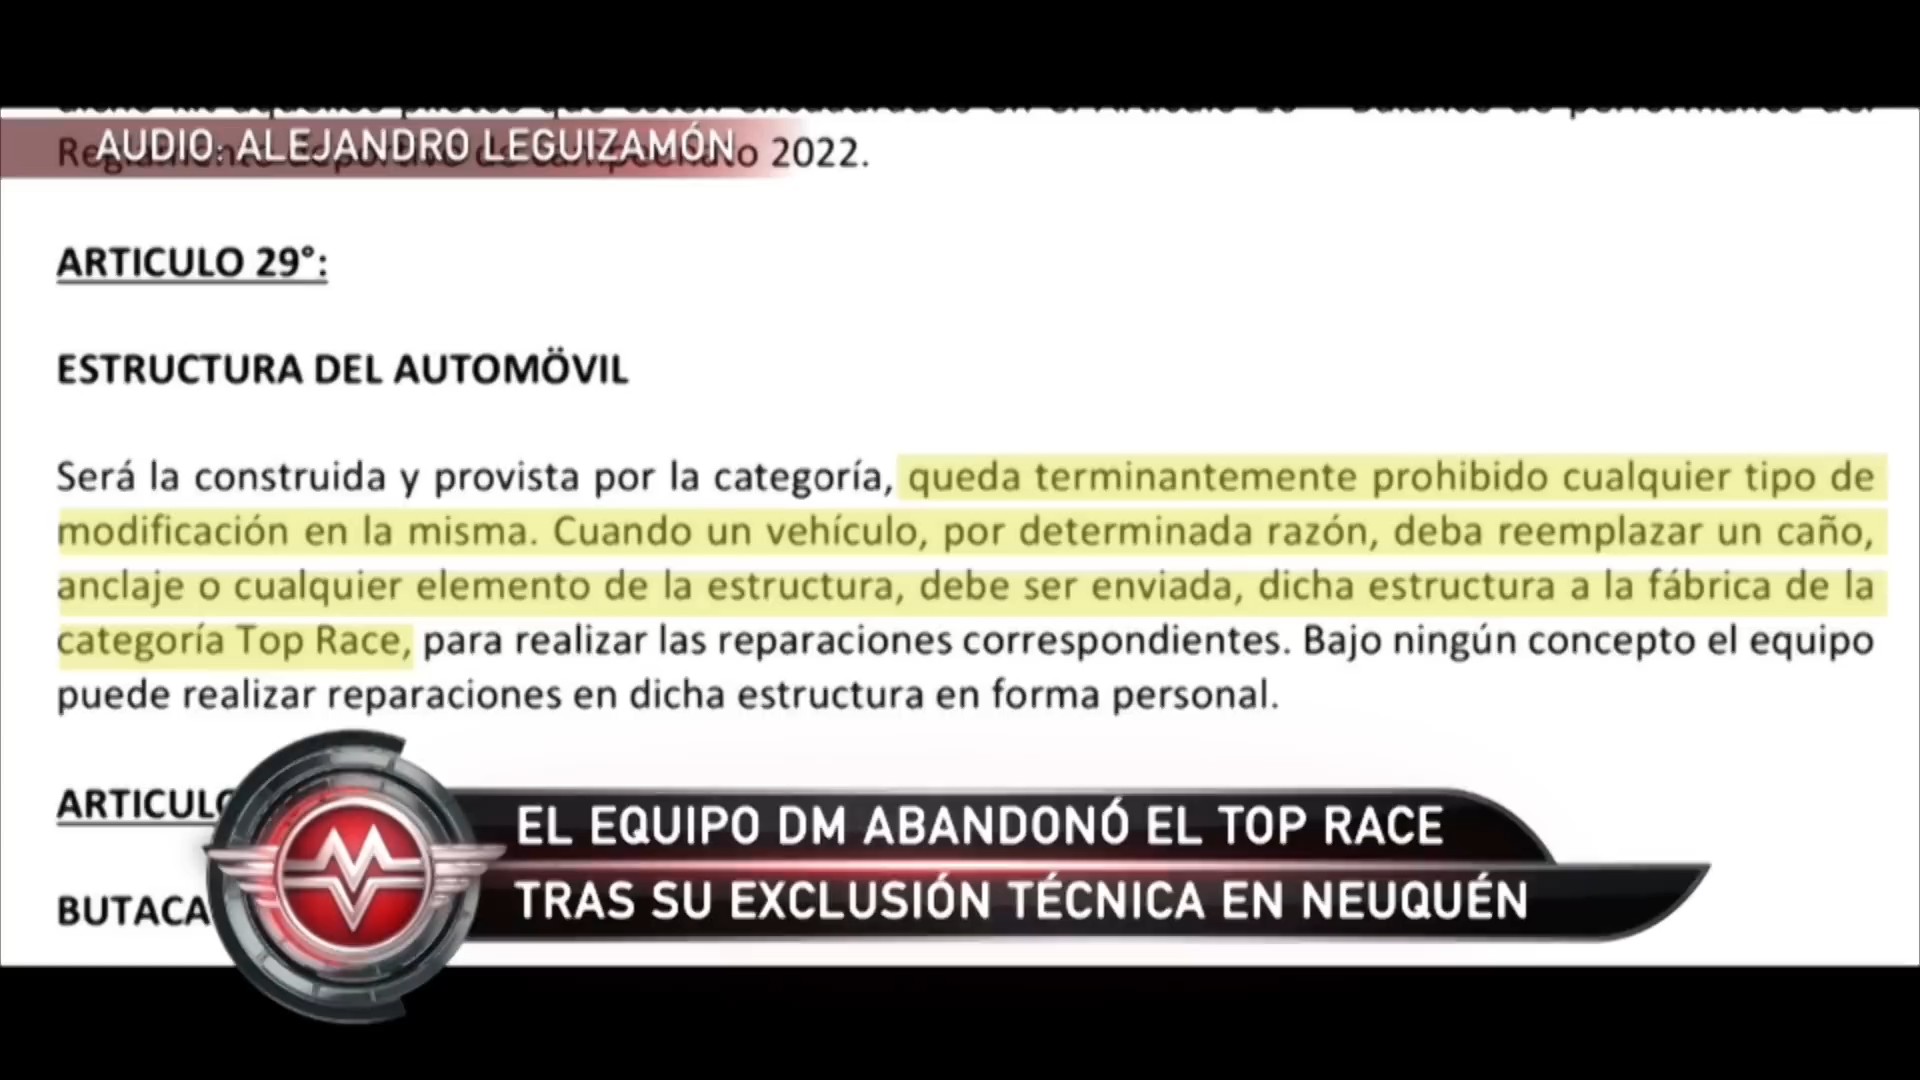 AUDIO: ALEJANDRO LEGUIZAMÓN
2022.
ARTICULO 29°:
ESTRUCTURA DEL AUTOMÖVIL
Será la construida y provista por la categoría, queda terminantemente prohibido cualquier tipo de
modificación en la misma. Cuando un vehículo, por determinada razón, deba reemplazar un caño,
anclaje o cualquier elemento de la estructura, debe ser enviada, dicha estructura a la fábrica de la
categoría Top Race, para realizar las reparaciones correspondientes. Bajo ningún concepto el equipo
puede realizar reparaciones en dicha estructura en forma personal.
BUTACA
EL EQUIPO DM ABANDONÓ EL TOP RACE
TRAS SU EXCLUSIÓN TÉCNICA EN NEUQUÉN